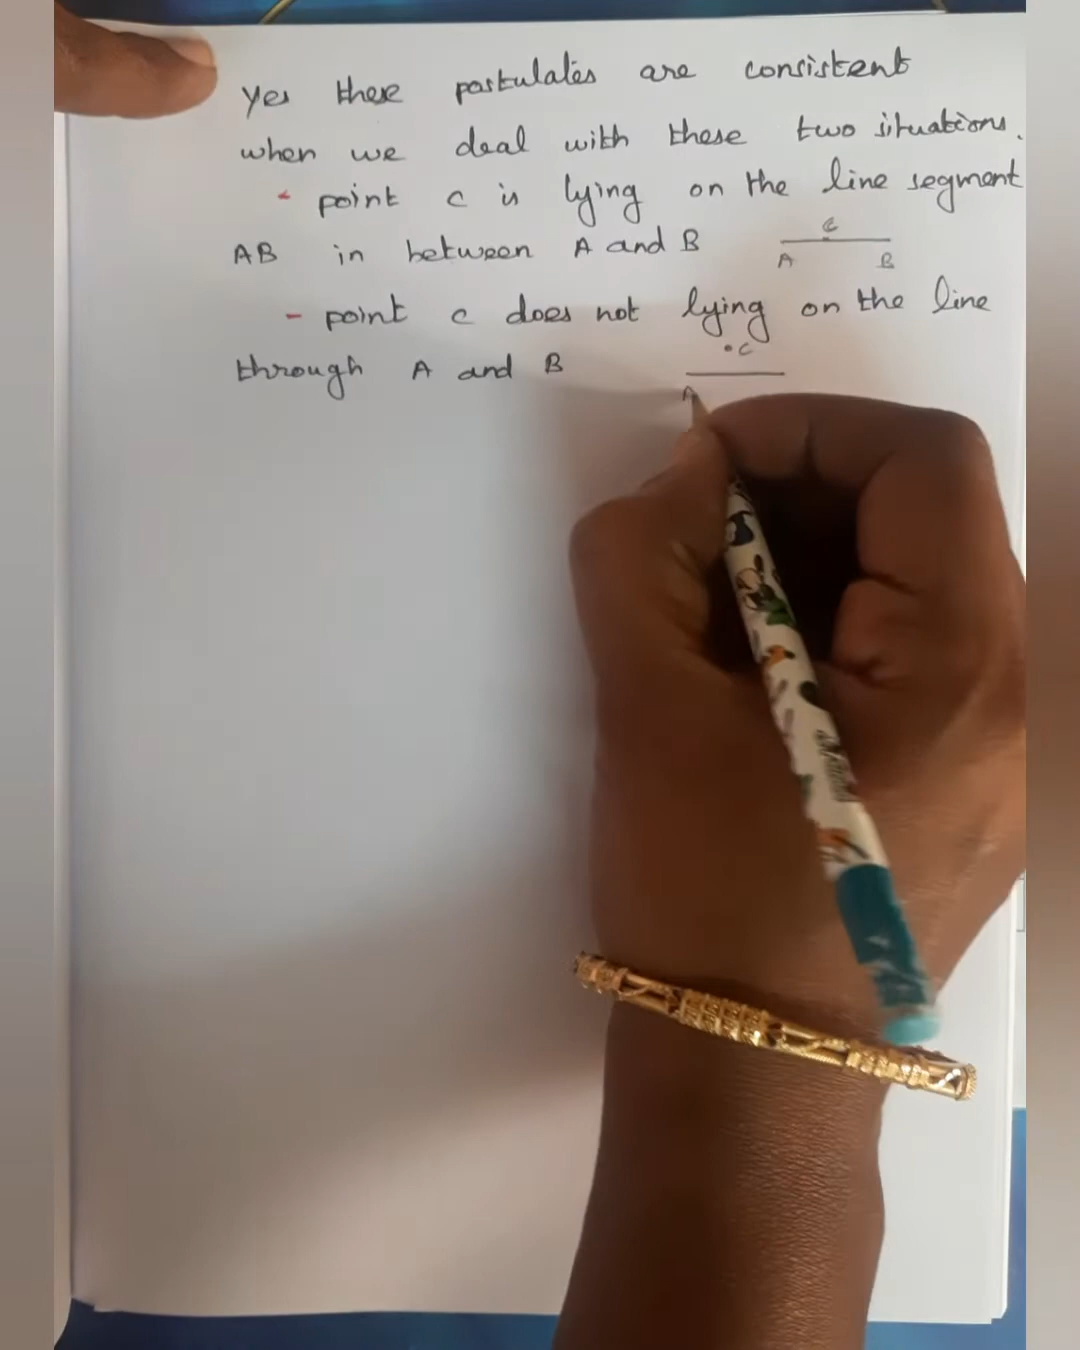 Yes these postulates are consistent
when we deal with these two situations.
- point C is lying on the line segment
AB in between A and B
C
A B
- point C does not lying on the line
through A and B
•C
A